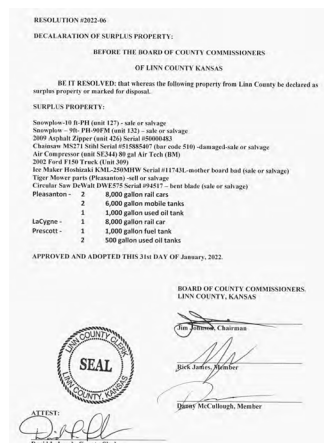 RESOLUTION #2022-06
DECALARATION OF SURPLUS PROPERTY:
BEFORE THE BOARD OF COUNTY COMMISSIONERS
OF LINN COUNTY KANSAS
BE IT RESOLVED: that whereas the following property from Linn County be declared as
surplus property or marked for disposal.
SURPLUS PROPERTY:
Snowplow-10 ft-PH (unit 127) - sale or salvage
Snowplow – 9ft- PH-90FM (unit 132) – sale or salvage
2009 Asphalt Zipper (unit 426) Serial #50000483
Chainsaw MS271 Stihl Serial #515885407 (bar code 510) -damaged-sale or salvage
Air Compressor (unit SE344) 80 gal Air Tech (BM)
2002 Ford F150 Truck (Unit 309)
Ice Maker Hoshizaki KML-250MHW Serial #11743L-mother board bad (sale or salvage)
Tiger Mower parts (Pleasanton) -sell or salvage
Circular Saw DeWalt DWE575 Serial #94517 – bent blade (sale or salvage)
Pleasanton - 2 8,000 gallon rail cars
2 6,000 gallon mobile tanks
1 1,000 gallon used oil tank
LaCygne - 1 8,000 gallon rail car
Prescott - 1 1,000 gallon fuel tank
2 500 gallon used oil tanks
APPROVED AND ADOPTED THIS 31st DAY OF January, 2022.
BOARD OF COUNTY COMMISSIONERS
LINN COUNTY, KANSAS
Jim Johnson, Chairman
Rick James, Member
Danny McCullough, Member
LINN COUNTY CLERK
SEAL
LINN COUNTY, KANSAS
ATTEST: